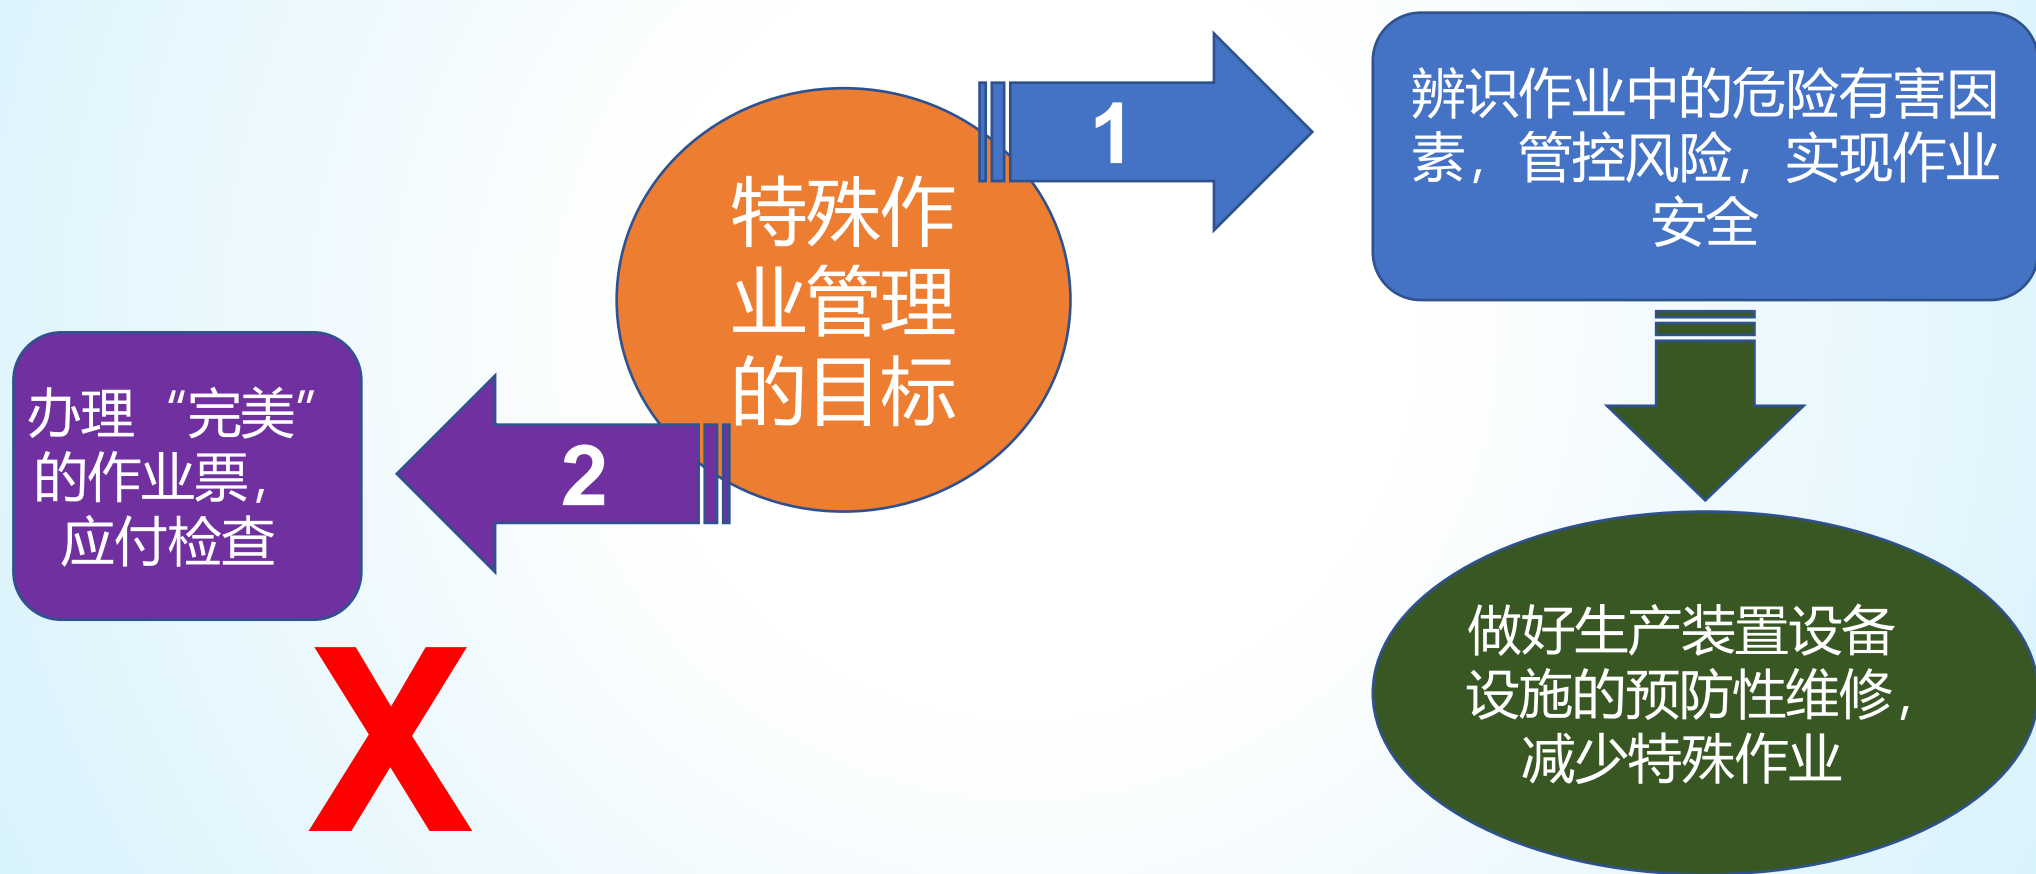 特殊作
业管理
的目标
1
辨识作业中的危险有害因
素，管控风险，实现作业
安全
做好生产装置设备
设施的预防性维修，
减少特殊作业
2
办理“完美”
的作业票，
应付检查
X